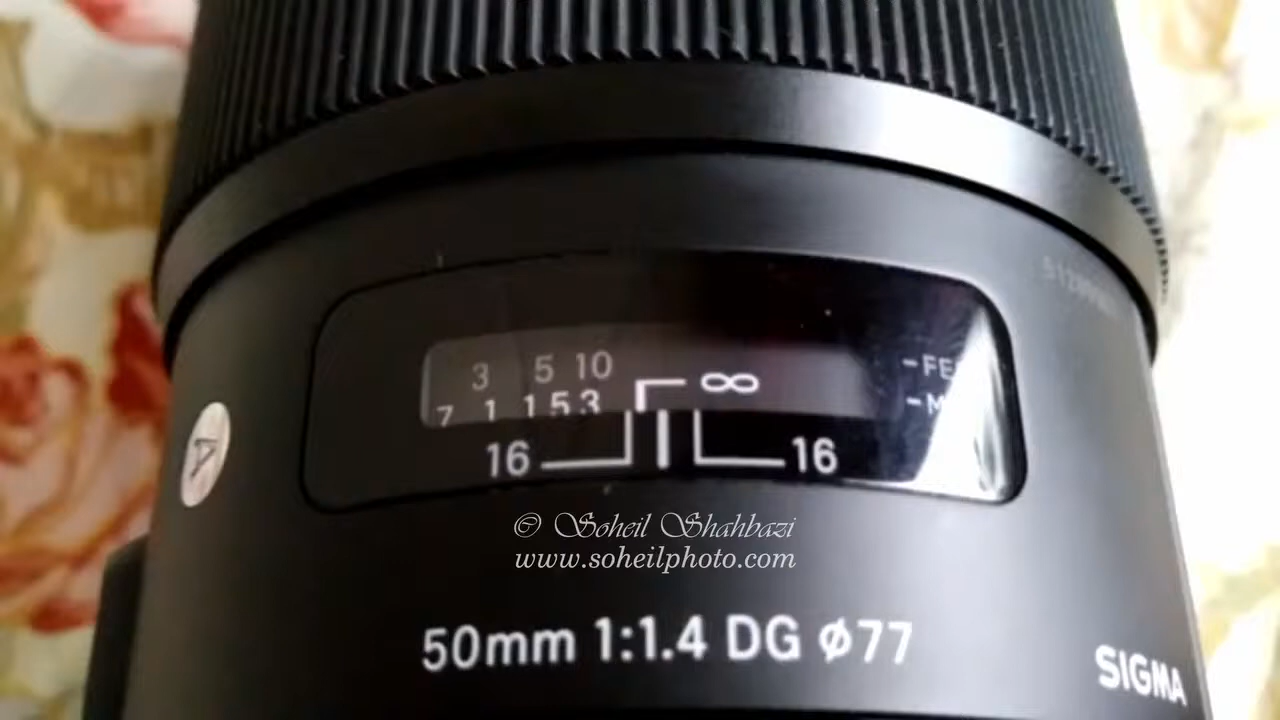 3 5 10 ∞
7 1 1.5 3
16 16
A
© Soheil Shahbazi
www.soheilphoto.com
50mm 1:1.4 DG ø77
SIGMA